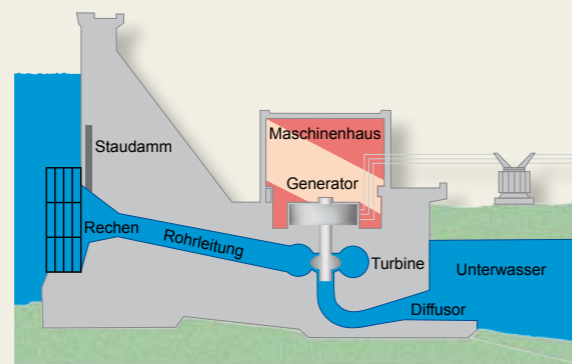 Maschinenhaus
Staudamm
Generator
Rechen
Rohrleitung
Turbine
Unterwasser
Diffusor